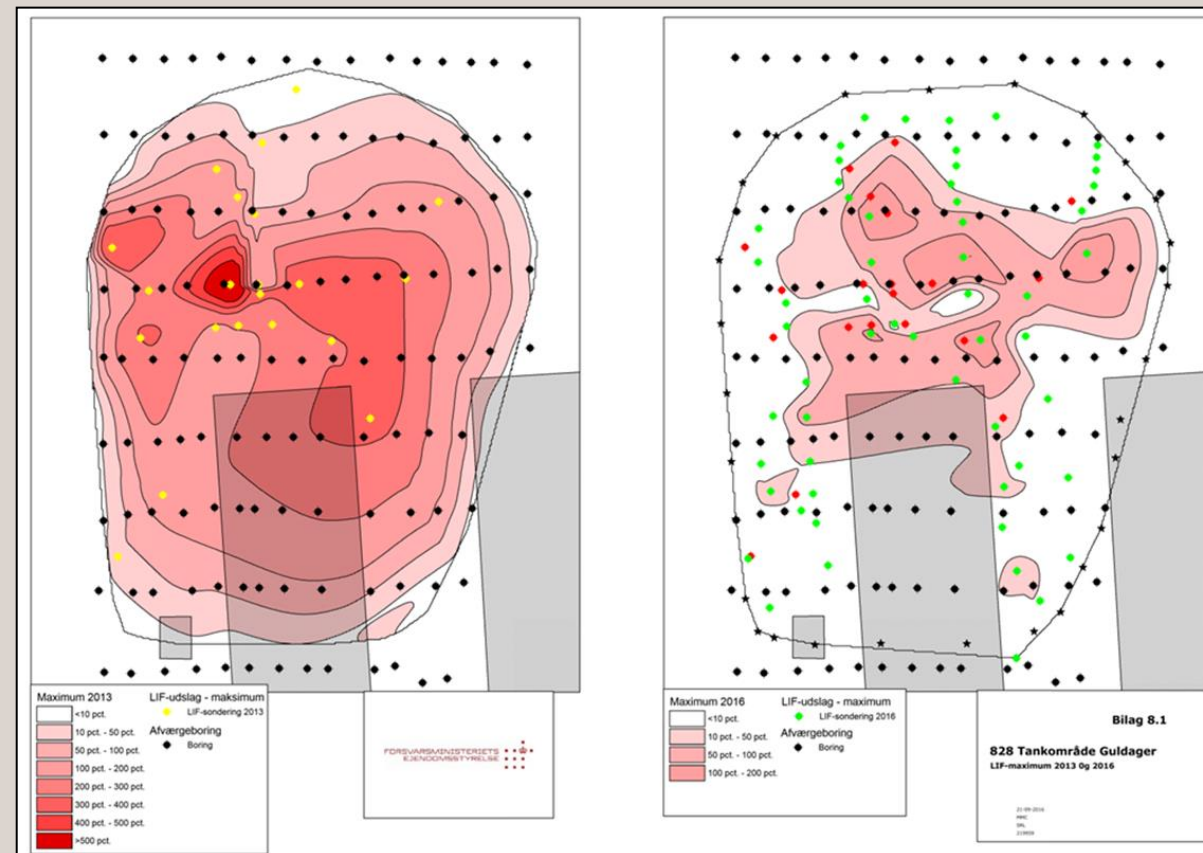 Maximum 2013
<10 pct.
10 pct. - 50 pct.
50 pct. - 100 pct.
100 pct. - 200 pct.
200 pct. - 300 pct.
300 pct. - 400 pct.
400 pct. - 500 pct.
>500 pct.
LIF-udslag - maksimum
LIF-sondering 2013
Afværgeboring
Boring
FORSVARSMINISTERIETS
EJENDOMSSTYRELSE
Maximum 2016
<10 pct.
10 pct. - 50 pct.
50 pct. - 100 pct.
100 pct. - 200 pct.
LIF-udslag - maximum
LIF-sondering 2016
Afværgeboring
Boring
Bilag 8.1
828 Tankområde Guldager
LIF-maximum 2013 0g 2016
21-09-2016